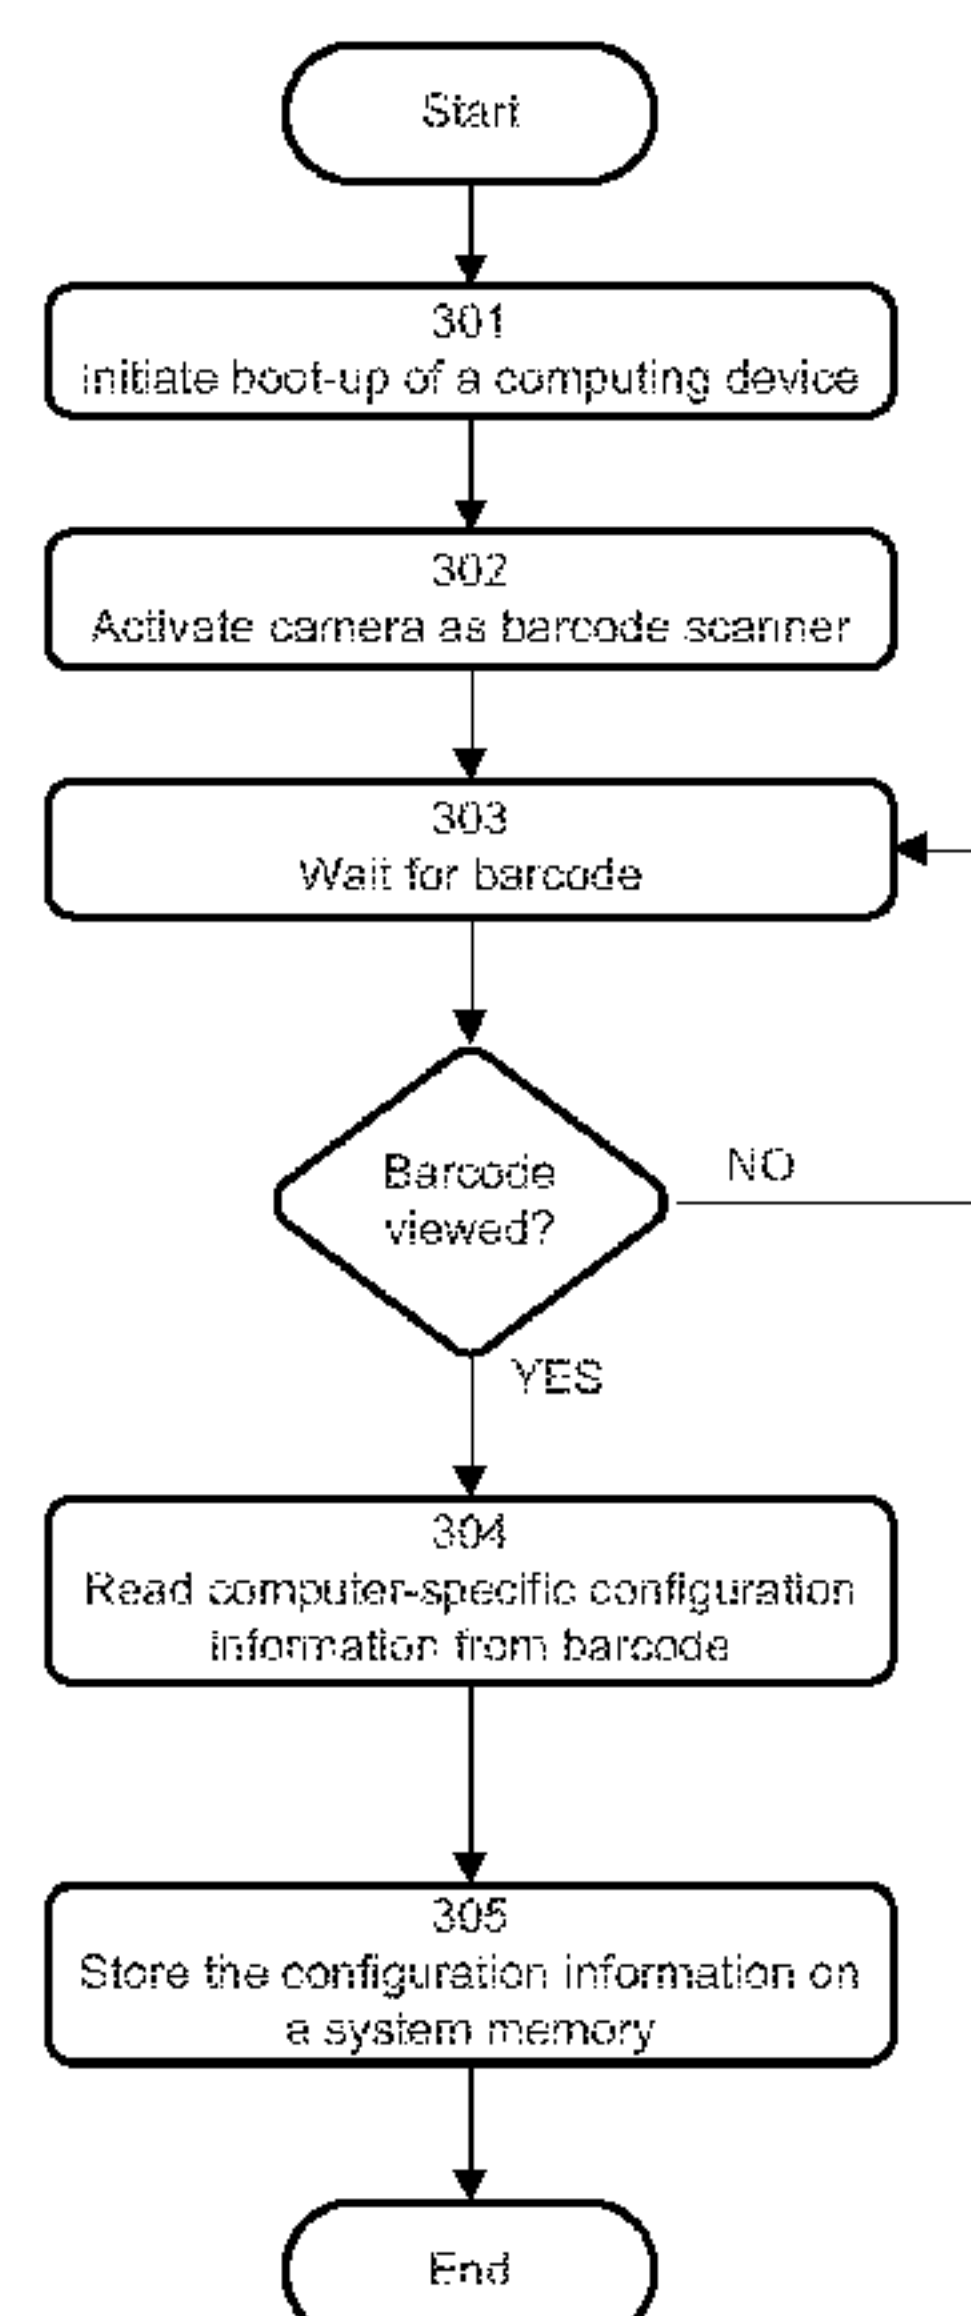 Start
301
Initiate boot-up of a computing device
302
Activate camera as barcode scanner
303
Wait for barcode
Barcode
viewed?
NO
YES
304
Read computer-specific configuration
information from barcode
305
Store the configuration information on
a system memory
End